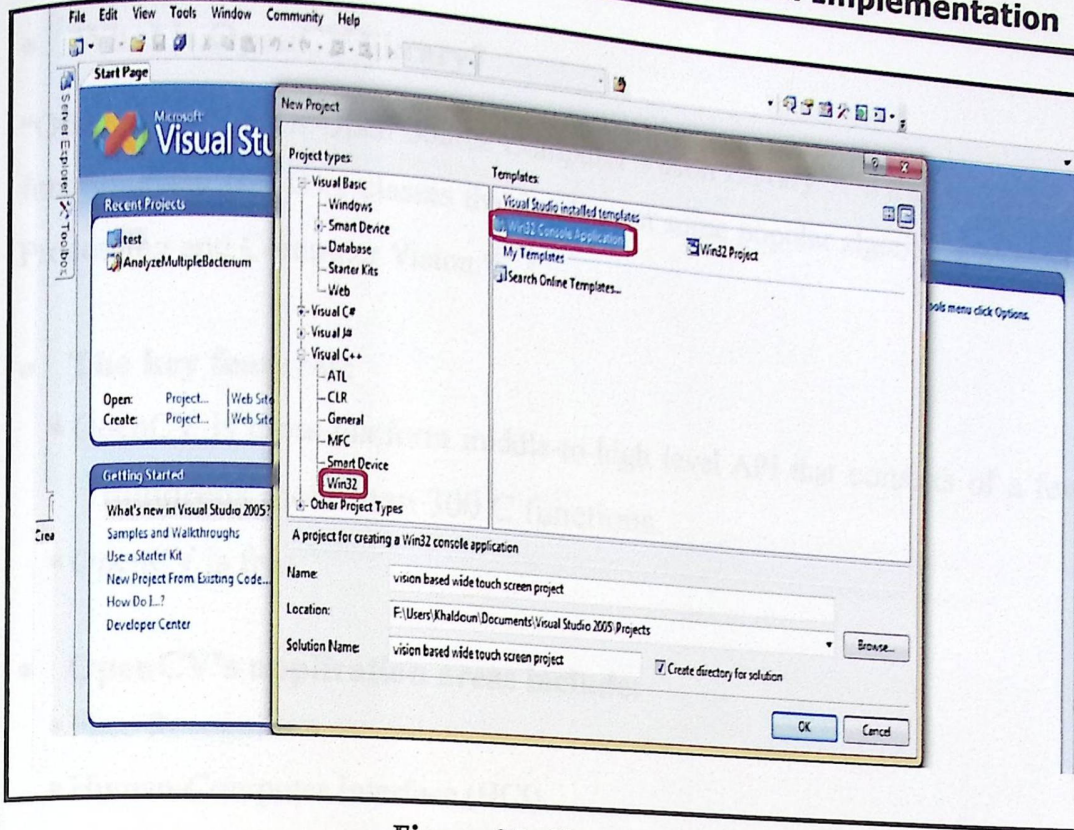 Implementation
File Edit View Tools Window Community Help
Start Page
Server Explorer
Toolbox
Microsoft
Visual Stu
Recent Projects
test
AnalyzeMultipleBacterium
Open: Project... Web Site
Create: Project... Web Site
Getting Started
What's new in Visual Studio 2005?
Samples and Walkthroughs
Use a Starter Kit
New Project From Existing Code...
How Do I...?
Developer Center
Crea
ools menu click Options.
New Project
Project types:
Visual Basic
Windows
Smart Device
Database
Starter Kits
Web
Visual C#
Visual J#
Visual C++
ATL
CLR
General
MFC
Smart Device
Win32
Other Project Types
Templates:
Visual Studio installed templates
Win32 Console Application
Win32 Project
My Templates
Search Online Templates...
A project for creating a Win32 console application
Name: vision based wide touch screen project
Location: F:\Users\Khaldoun\Documents\Visual Studio 2005\Projects
Browse...
Solution Name: vision based wide touch screen project
Create directory for solution
OK Cancel